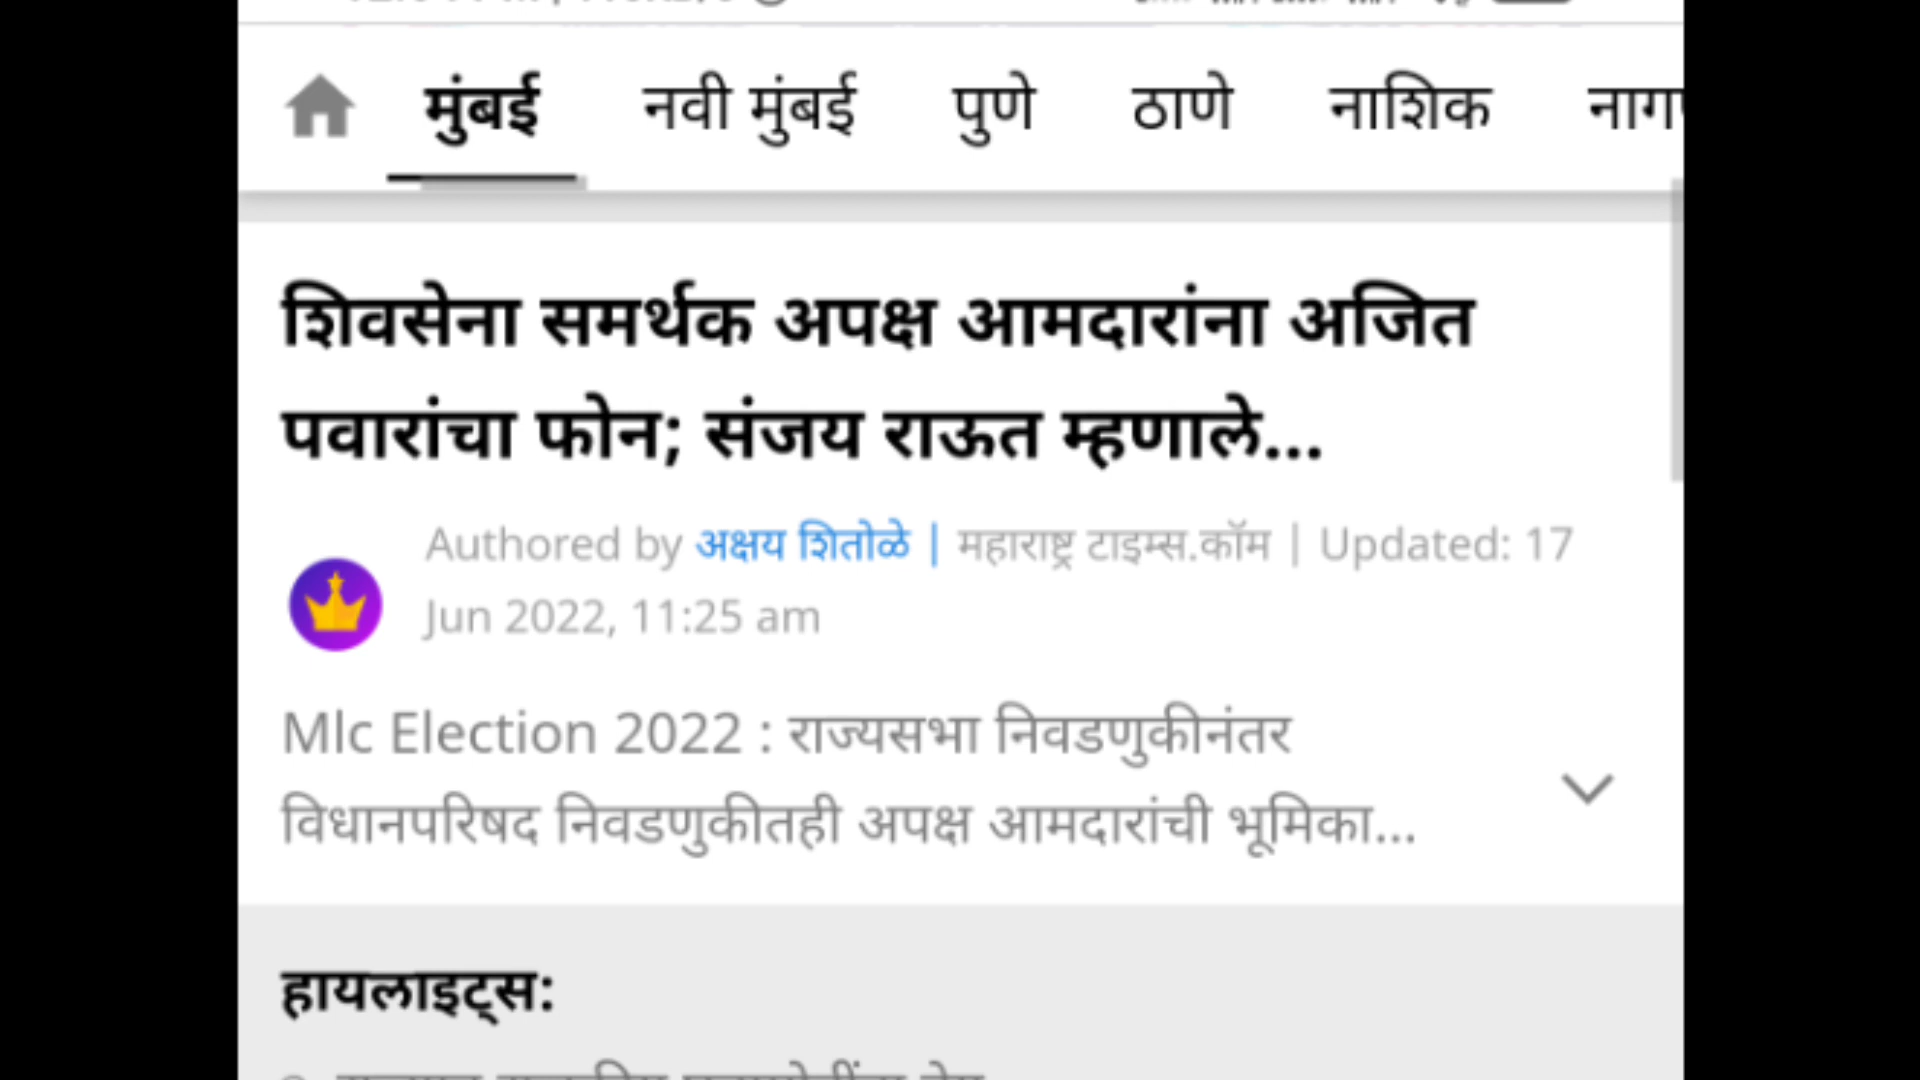 मुंबई नवी मुंबई पुणे ठाणे नाशिक
शिवसेना समर्थक अपक्ष आमदारांना अजित
पवारांचा फोन; संजय राऊत म्हणाले...
Authored by अक्षय शितोळे | महाराष्ट्र टाइम्स.कॉम | Updated: 17
Jun 2022, 11:25 am
Mlc Election 2022 : राज्यसभा निवडणुकीनंतर
विधानपरिषद निवडणुकीतही अपक्ष आमदारांची भूमिका...
हायलाइट्स: